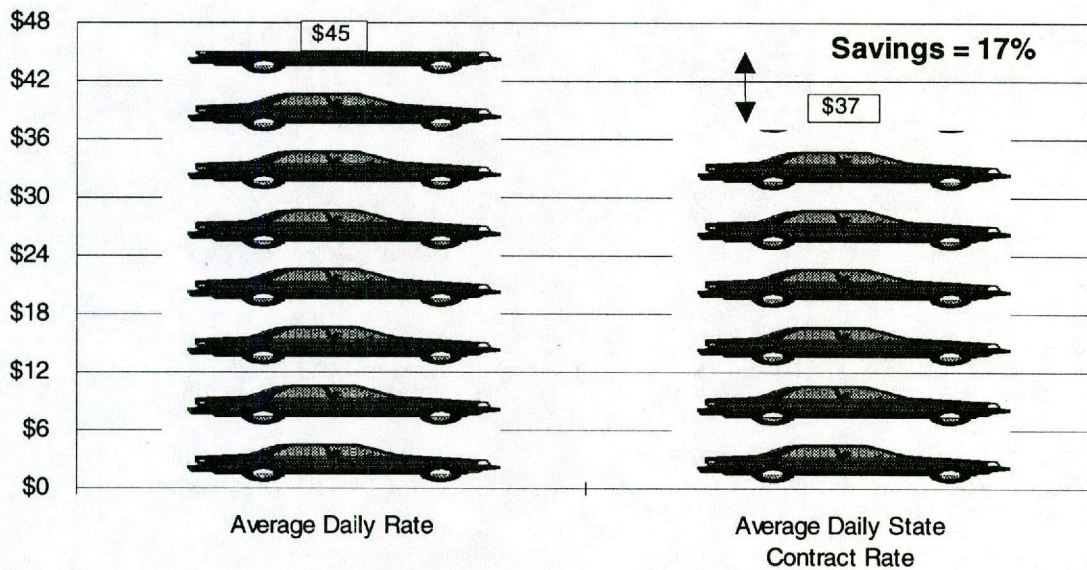 $48
$45
Savings = 17%
$42
$37
$36
$30
$24
$18
$12
$6
$0
Average Daily Rate
Average Daily State
Contract Rate